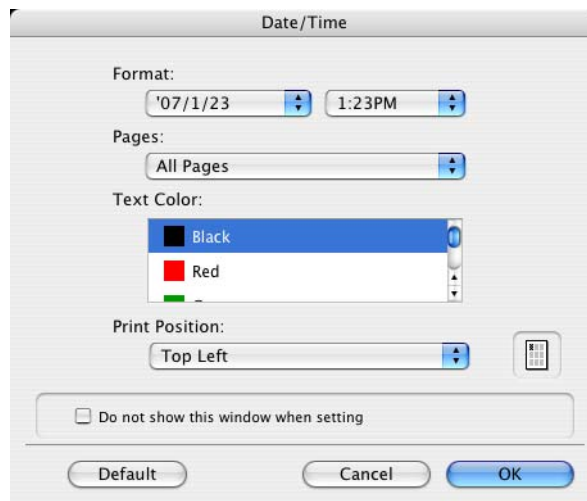 Date/Time
Format:
'07/1/23 1:23PM
Pages:
All Pages
Text Color:
Black
Red
Print Position:
Top Left
Do not show this window when setting
Default Cancel OK